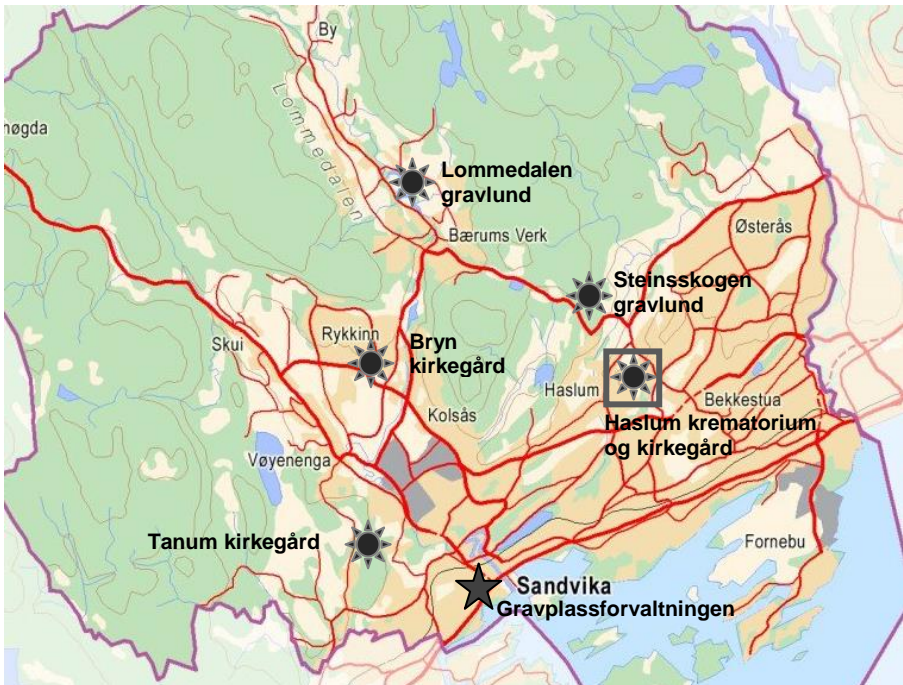 By
Lommedalen
høgda
Lommedalen
gravlund
Bærums Verk
Østerås
Steinsskogen
gravlund
Rykkinn
Bryn
kirkegård
Skui
Haslum
Kolsås
Bekkestua
Haslum krematorium
og kirkegård
Vøyenenga
Tanum kirkegård
Fornebu
Sandvika
Gravplassforvaltningen